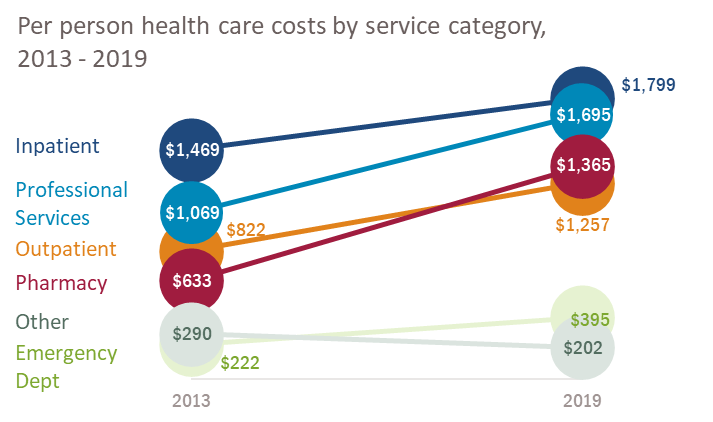 Per person health care costs by service category,
2013 - 2019
$1,799
$1,695
Inpatient
$1,469
$1,365
Professional
Services
$1,069
$1,257
Outpatient
$822
Pharmacy
$633
Other
$290
$395
$202
Emergency
Dept
$222
2013
2019